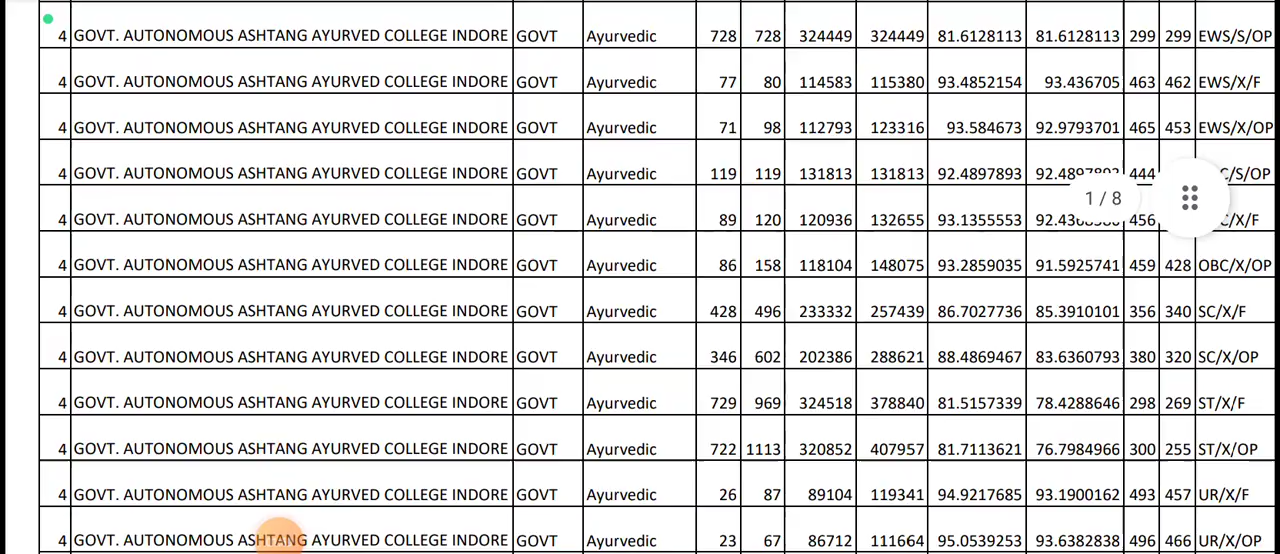 4 GOVT. AUTONOMOUS ASHTANG AYURVED COLLEGE INDORE GOVT Ayurvedic 728 728 324449 324449 81.6128113 81.6128113 299 299 EWS/S/OP
4 GOVT. AUTONOMOUS ASHTANG AYURVED COLLEGE INDORE GOVT Ayurvedic 77 80 114583 115380 93.4852154 93.436705 463 462 EWS/X/F
4 GOVT. AUTONOMOUS ASHTANG AYURVED COLLEGE INDORE GOVT Ayurvedic 71 98 112793 123316 93.584673 92.9793701 465 453 EWS/X/OP
4 GOVT. AUTONOMOUS ASHTANG AYURVED COLLEGE INDORE GOVT Ayurvedic 119 119 131813 131813 92.4897893 444 C/S/OP
1 / 8
4 GOVT. AUTONOMOUS ASHTANG AYURVED COLLEGE INDORE GOVT Ayurvedic 89 120 120936 132655 93.1355553 456 C/X/F
4 GOVT. AUTONOMOUS ASHTANG AYURVED COLLEGE INDORE GOVT Ayurvedic 86 158 118104 148075 93.2859035 91.5925741 459 428 OBC/X/OP
4 GOVT. AUTONOMOUS ASHTANG AYURVED COLLEGE INDORE GOVT Ayurvedic 428 496 233332 257439 86.7027736 85.3910101 356 340 SC/X/F
4 GOVT. AUTONOMOUS ASHTANG AYURVED COLLEGE INDORE GOVT Ayurvedic 346 602 202386 288621 88.4869467 83.6360793 380 320 SC/X/OP
4 GOVT. AUTONOMOUS ASHTANG AYURVED COLLEGE INDORE GOVT Ayurvedic 729 969 324518 378840 81.5157339 78.4288646 298 269 ST/X/F
4 GOVT. AUTONOMOUS ASHTANG AYURVED COLLEGE INDORE GOVT Ayurvedic 722 1113 320852 407957 81.7113621 76.7984966 300 255 ST/X/OP
4 GOVT. AUTONOMOUS ASHTANG AYURVED COLLEGE INDORE GOVT Ayurvedic 26 87 89104 119341 94.9217685 93.1900162 493 457 UR/X/F
4 GOVT. AUTONOMOUS ASHTANG AYURVED COLLEGE INDORE GOVT Ayurvedic 23 67 86712 111664 95.0539253 93.6382838 496 466 UR/X/OP